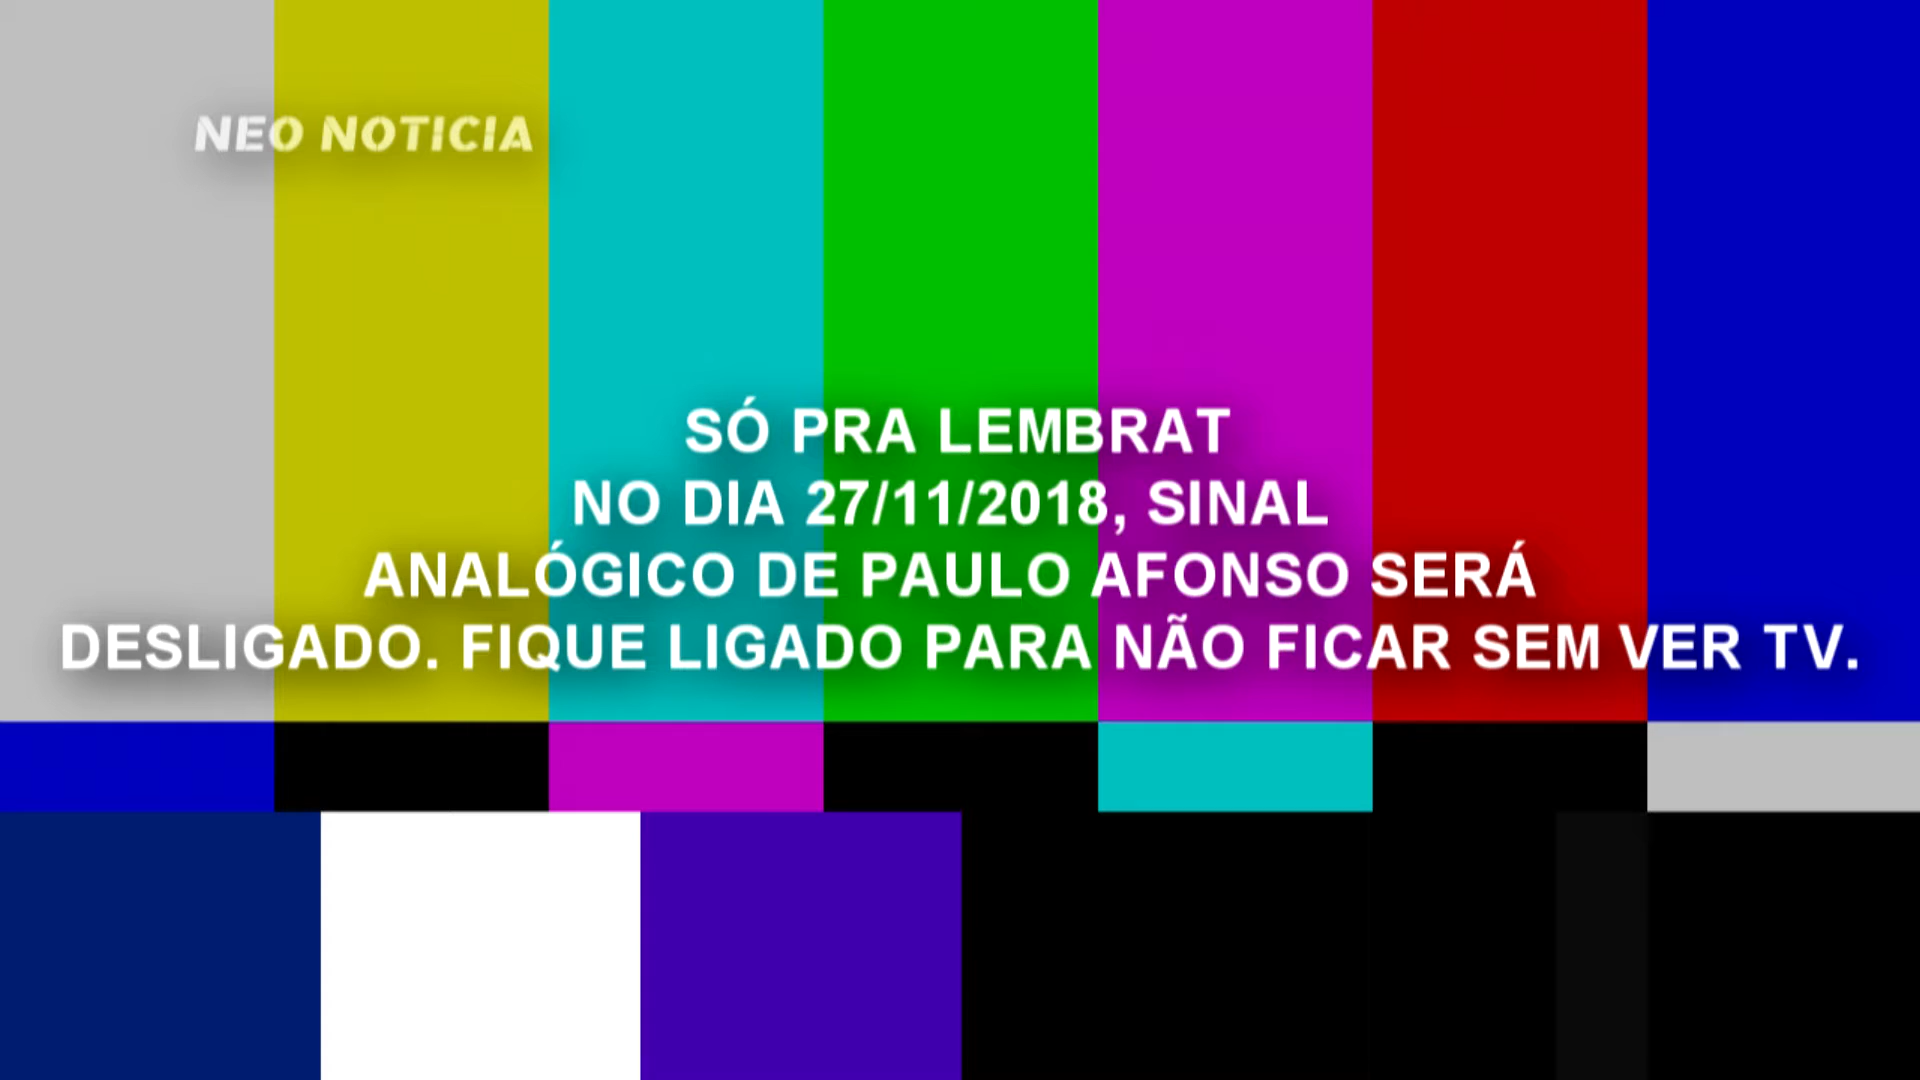 NEO NOTICIA
SÓ PRA LEMBRAT
NO DIA 27/11/2018, SINAL
ANALÓGICO DE PAULO AFONSO SERÁ
DESLIGADO. FIQUE LIGADO PARA NÃO FICAR SEM VER TV.